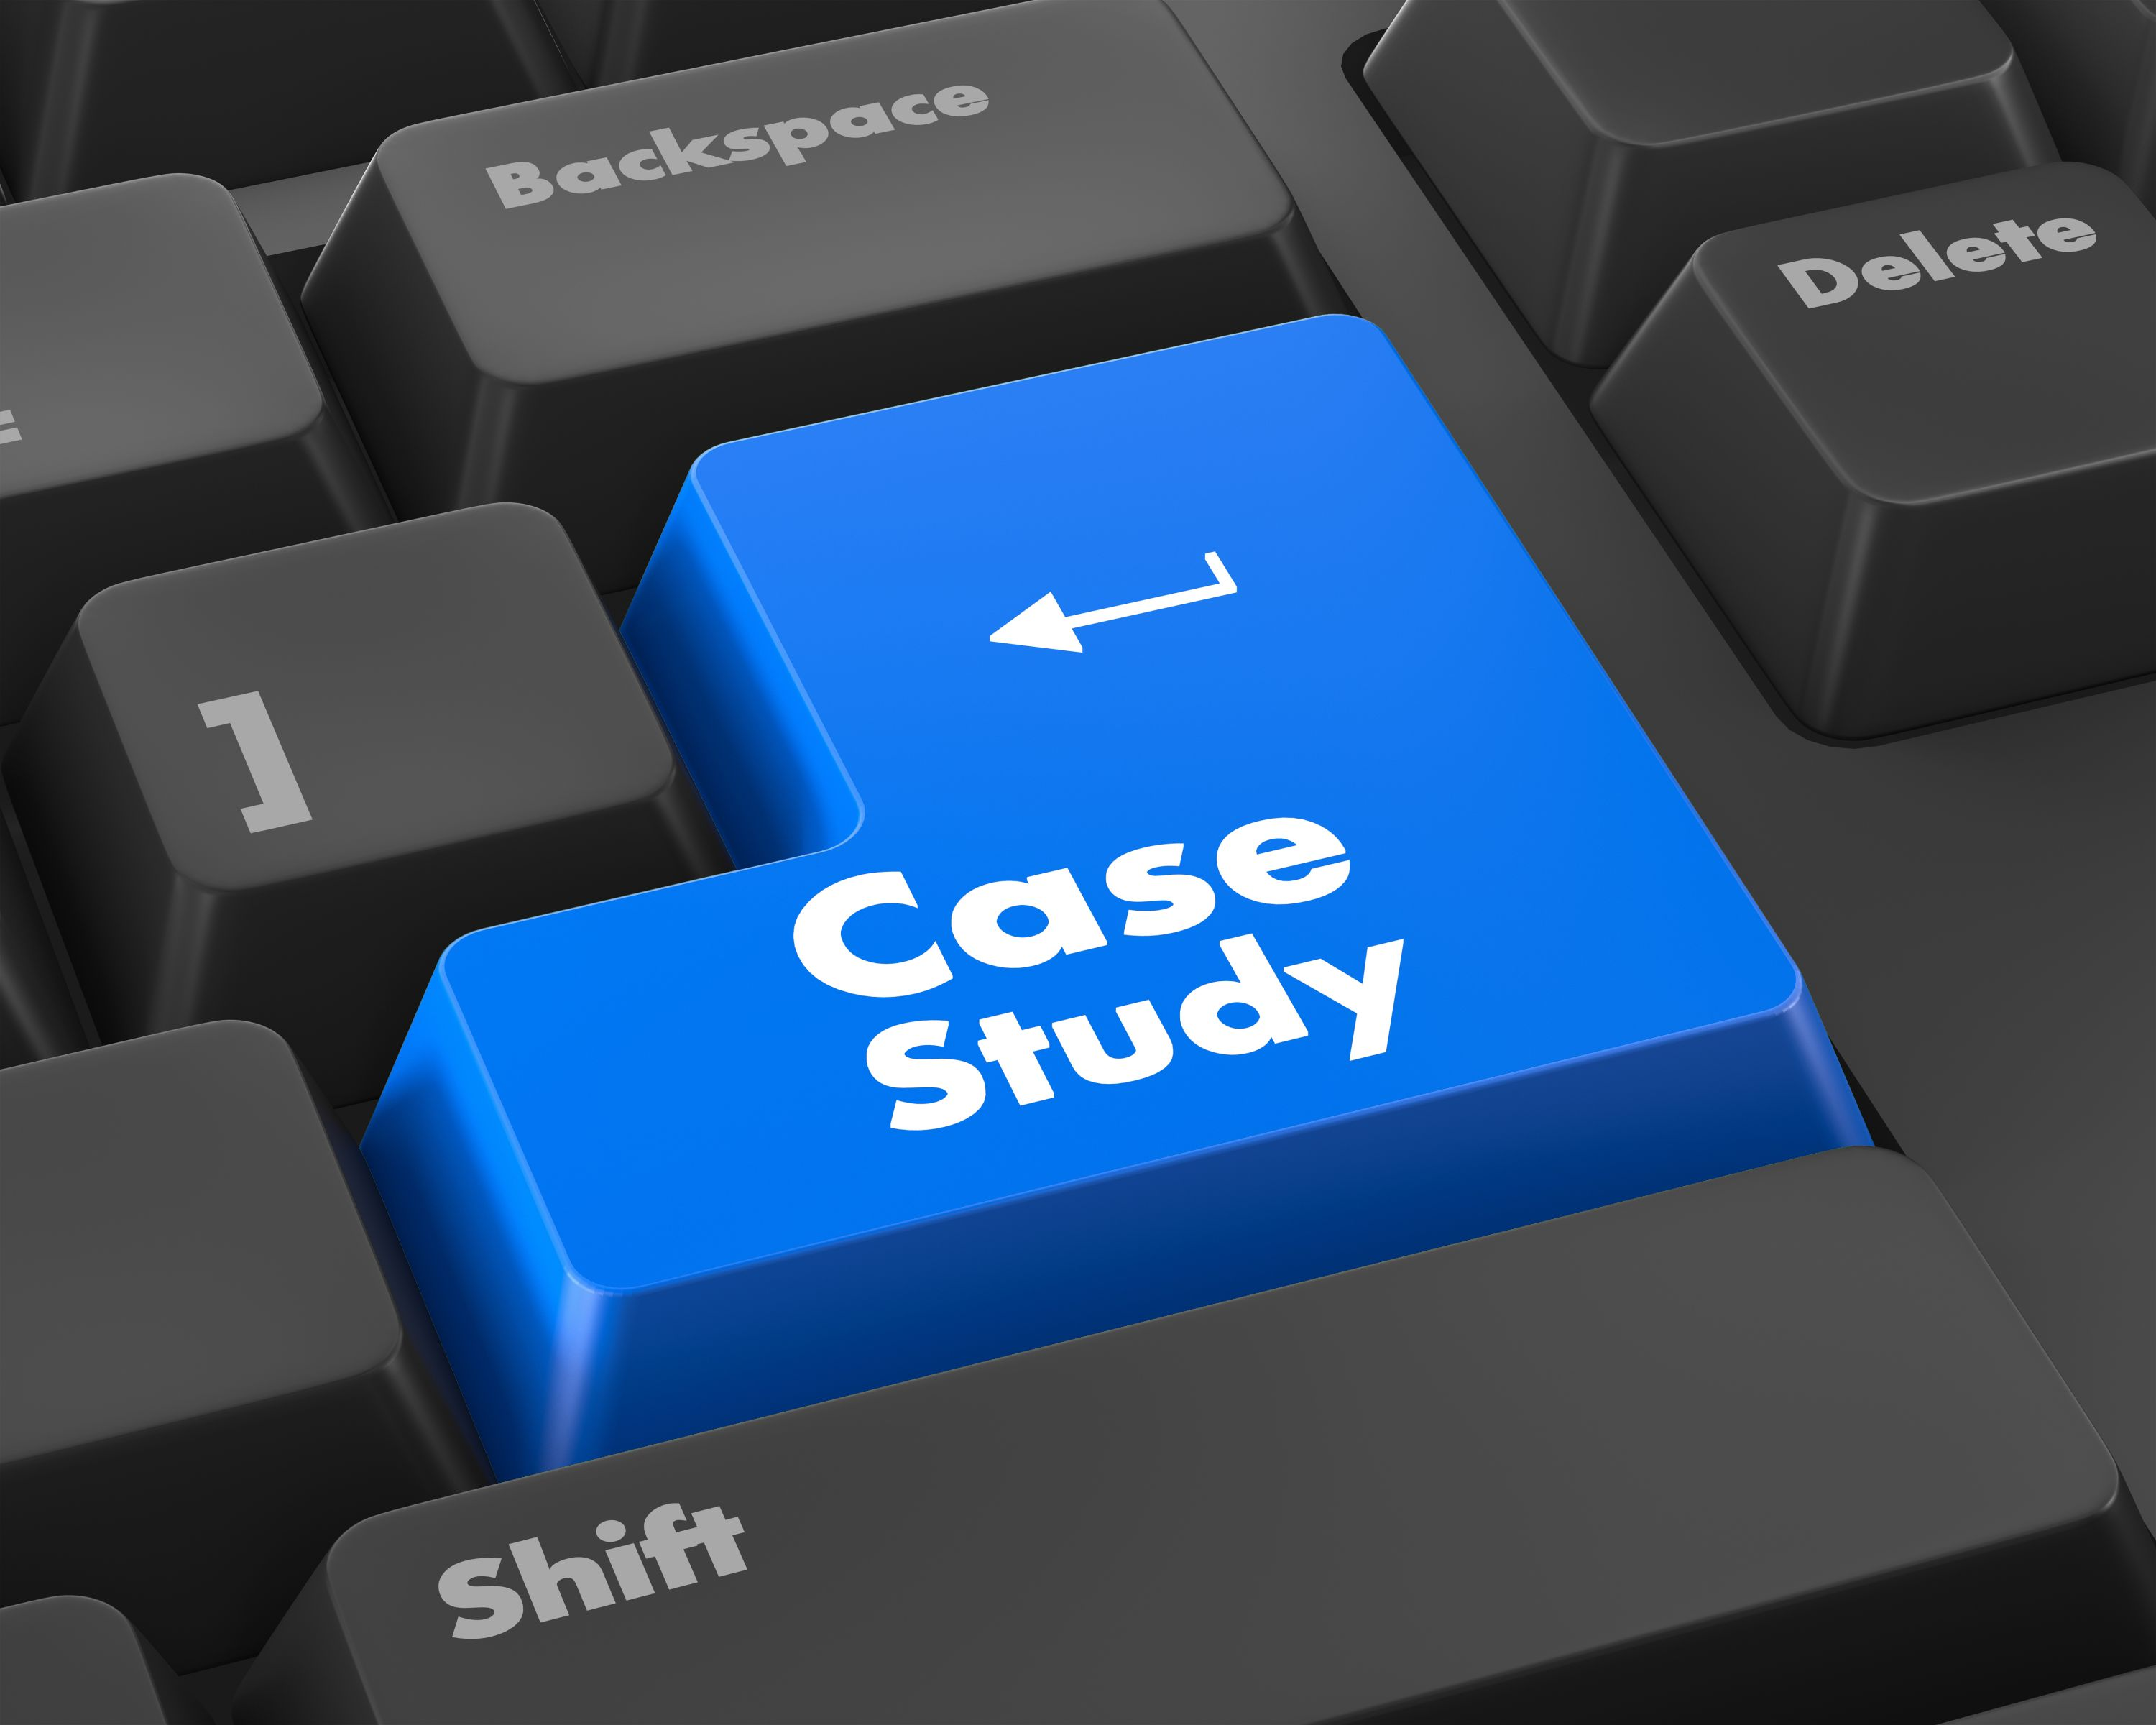 Backspace
Delete
=
]
Case
Study
Shift